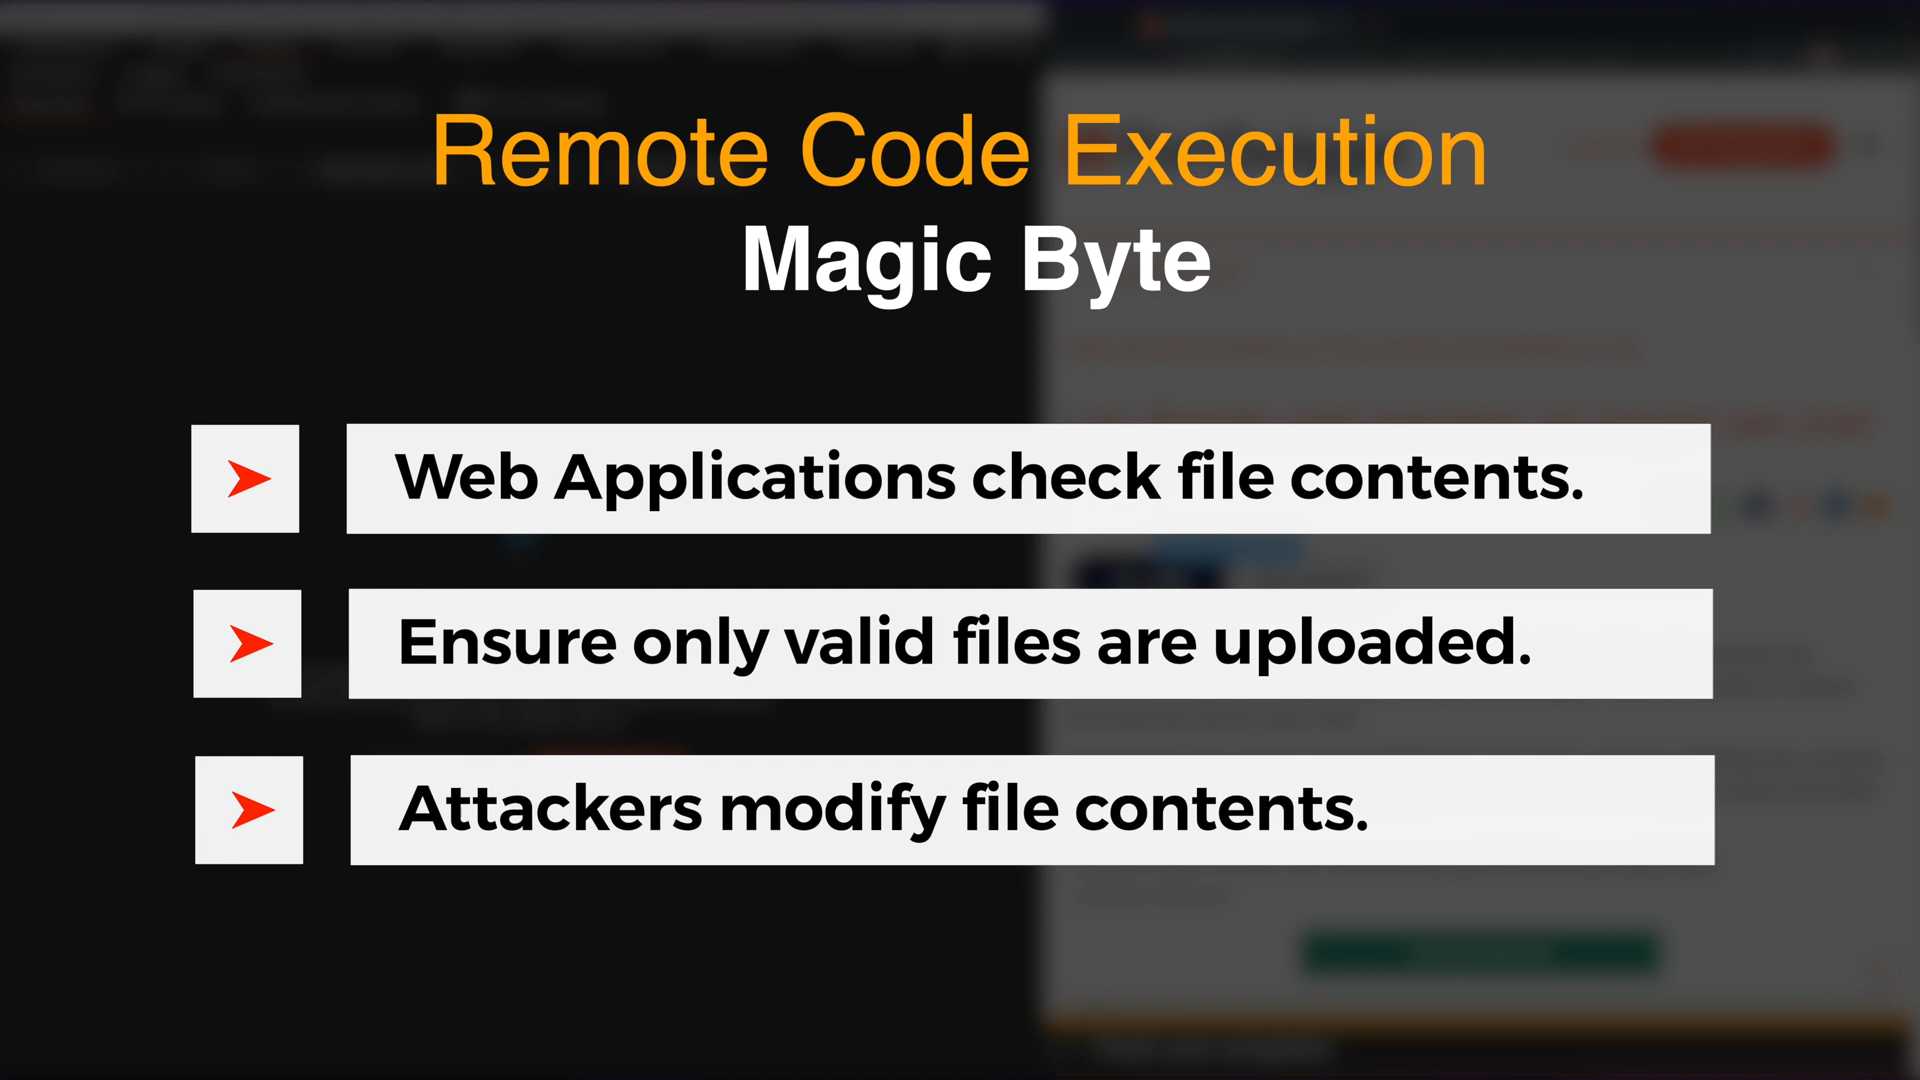 Remote Code Execution
Magic Byte
Web Applications check file contents.
Ensure only valid files are uploaded.
Attackers modify file contents.